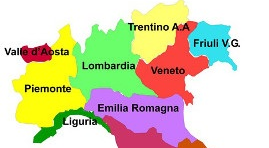 Trentino A.A
Friuli V.G.
Valle d'Aosta
Lombardia
Veneto
Piemonte
Emilia Romagna
Liguria